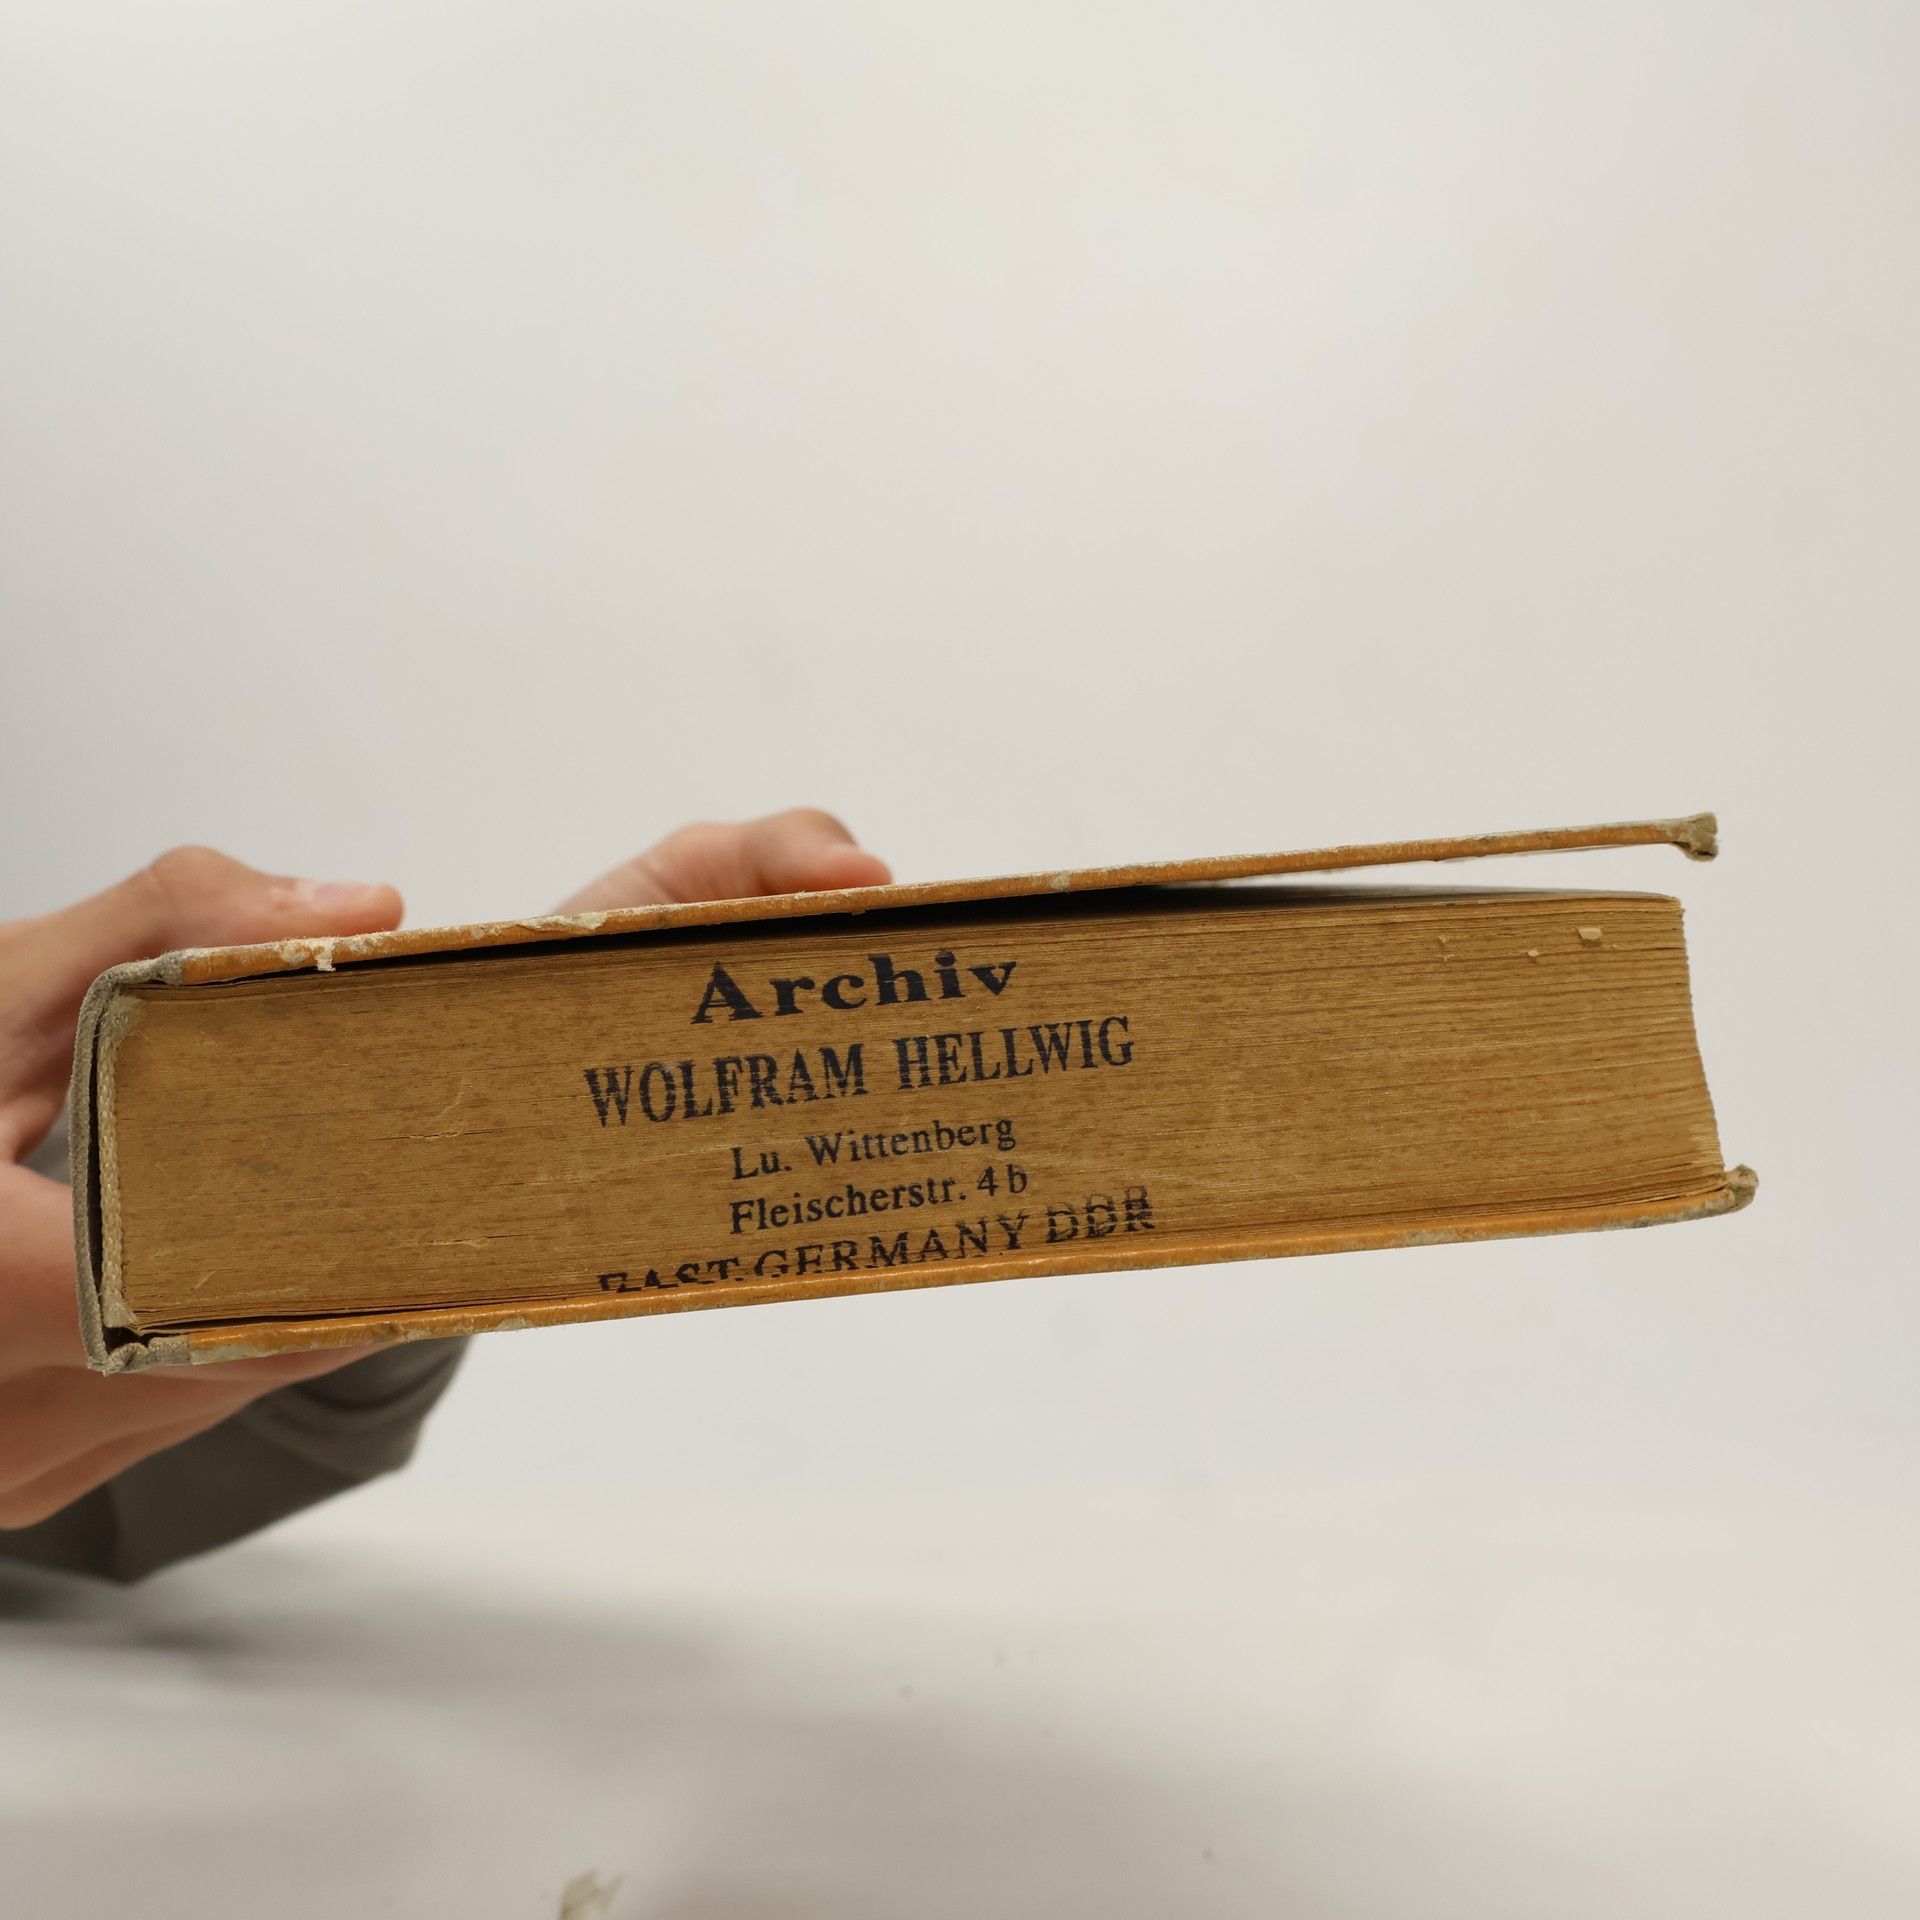 Archiv
WOLFRAM HELLWIG
Lu. Wittenberg
Fleischerstr. 4b
EAST-GERMANY DDR